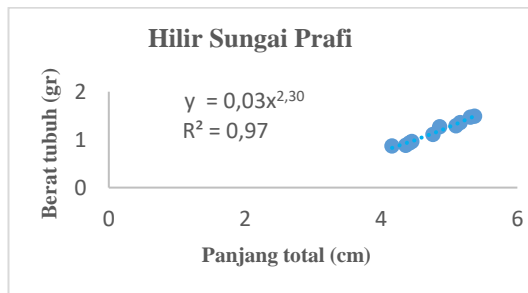 Hilir Sungai Prafi
y = 0,03x^2,30
R² = 0,97
Berat tubuh (gr)
2
1
0
0 2 4 6
Panjang total (cm)